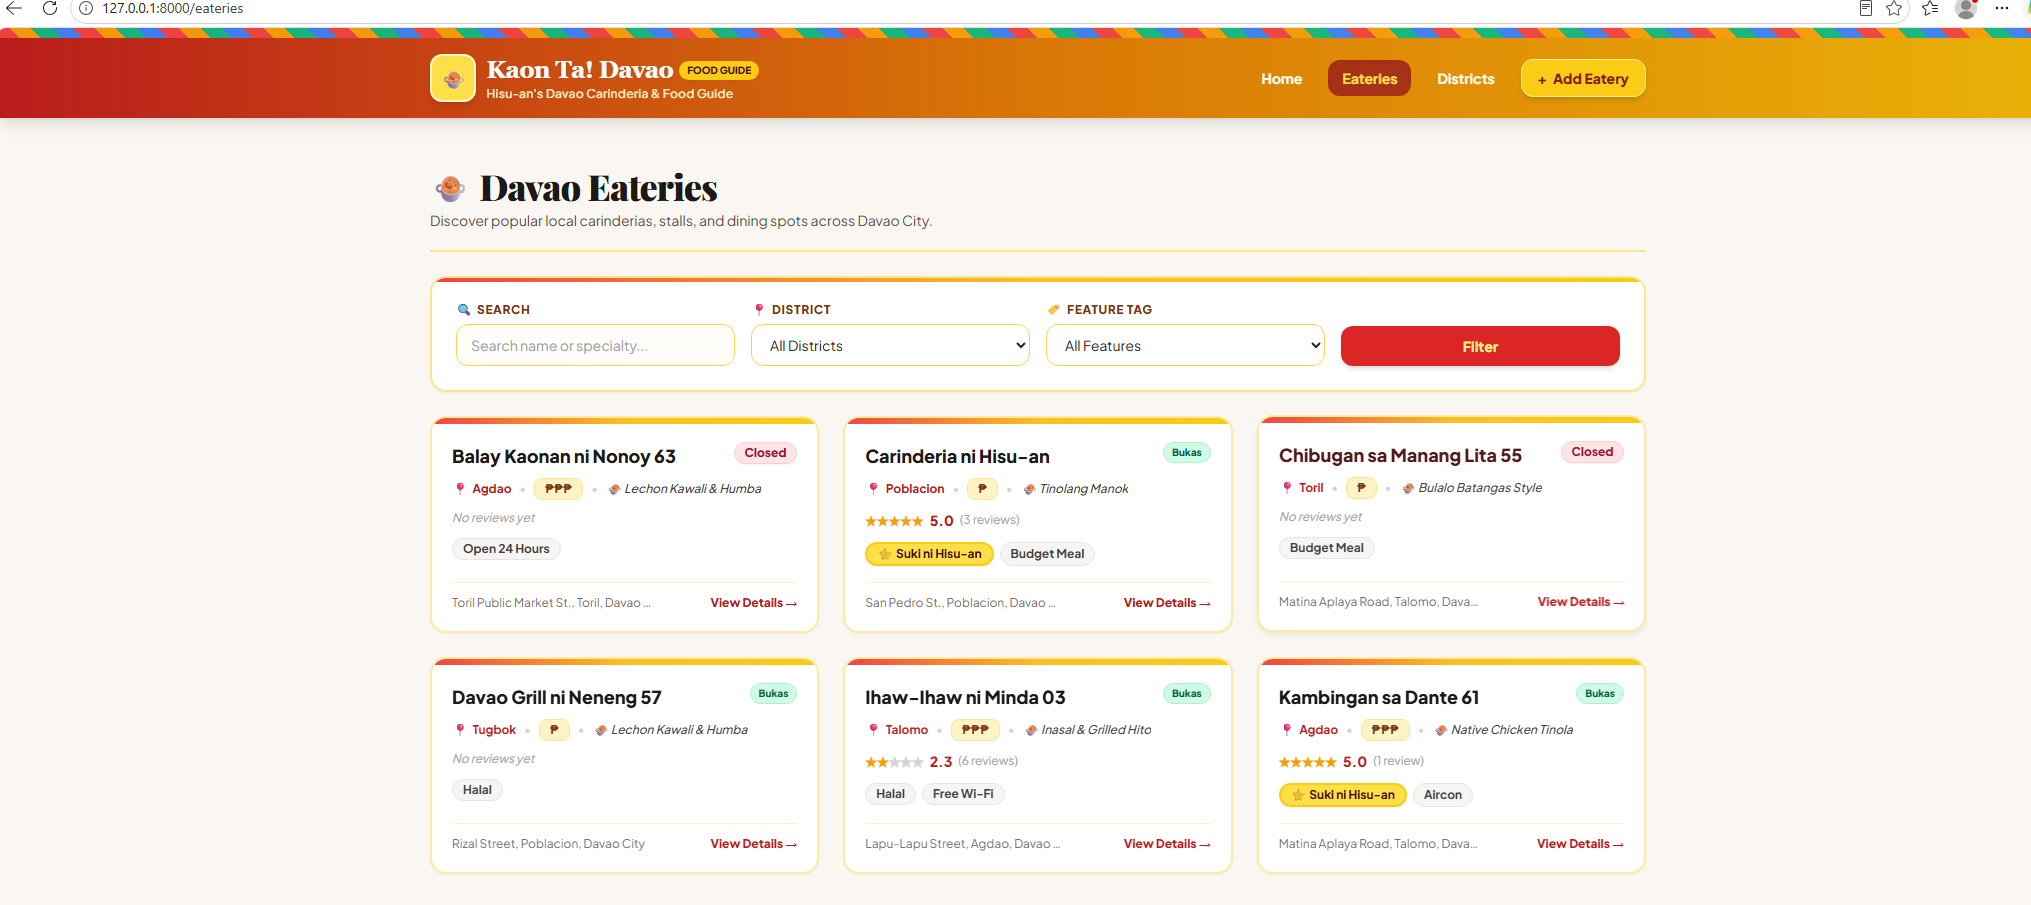 127.0.0.1:8000/eateries
Kaon Ta! Davao FOOD GUIDE
Hisu-an's Davao Carinderia & Food Guide
Home Eateries Districts + Add Eatery
Davao Eateries
Discover popular local carinderias, stalls, and dining spots across Davao City.
SEARCH DISTRICT FEATURE TAG
Search name or specialty... All Districts All Features Filter
Balay Kaonan ni Nonoy 63 Closed
Agdao • ₱₱₱ • Lechon Kawali & Humba
No reviews yet
Open 24 Hours
Toril Public Market St., Toril, Davao ... View Details →
Carinderia ni Hisu-an Bukas
Poblacion • ₱ • Tinolang Manok
★★★★★ 5.0 (3 reviews)
Suki ni Hisu-an Budget Meal
San Pedro St., Poblacion, Davao ... View Details →
Chibugan sa Manang Lita 55 Closed
Toril • ₱ • Bulalo Batangas Style
No reviews yet
Budget Meal
Matina Aplaya Road, Talomo, Dava... View Details →
Davao Grill ni Neneng 57 Bukas
Tugbok • ₱ • Lechon Kawali & Humba
No reviews yet
Halal
Rizal Street, Poblacion, Davao City View Details →
Ihaw-Ihaw ni Minda 03 Bukas
Talomo • ₱₱₱ • Inasal & Grilled Hito
★★★★★ 2.3 (6 reviews)
Halal Free Wi-Fi
Lapu-Lapu Street, Agdao, Davao ... View Details →
Kambingan sa Dante 61 Bukas
Agdao • ₱₱₱ • Native Chicken Tinola
★★★★★ 5.0 (1 review)
Suki ni Hisu-an Aircon
Matina Aplaya Road, Talomo, Dava... View Details →